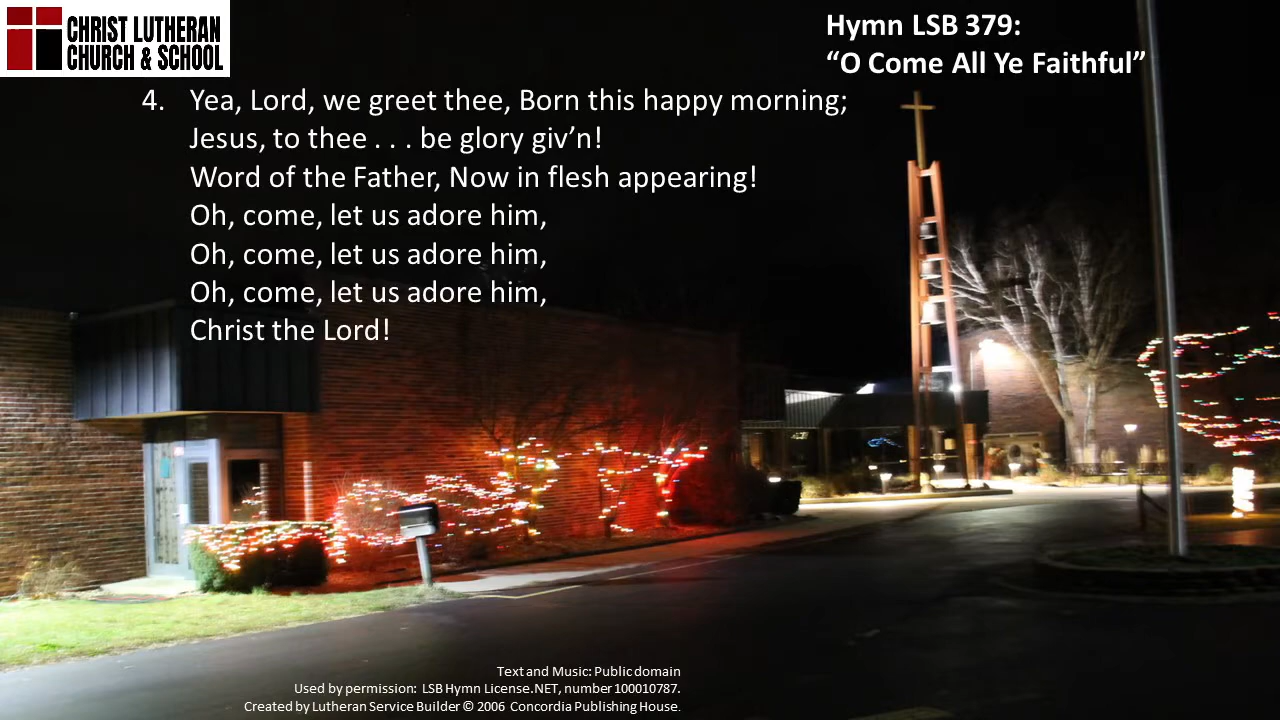 CHRIST LUTHERAN
CHURCH & SCHOOL
Hymn LSB 379:
“O Come All Ye Faithful”
4. Yea, Lord, we greet thee, Born this happy morning;
Jesus, to thee . . . be glory giv’n!
Word of the Father, Now in flesh appearing!
Oh, come, let us adore him,
Oh, come, let us adore him,
Oh, come, let us adore him,
Christ the Lord!
Text and Music: Public domain
Used by permission: LSB Hymn License.NET, number 100010787.
Created by Lutheran Service Builder © 2006 Concordia Publishing House.